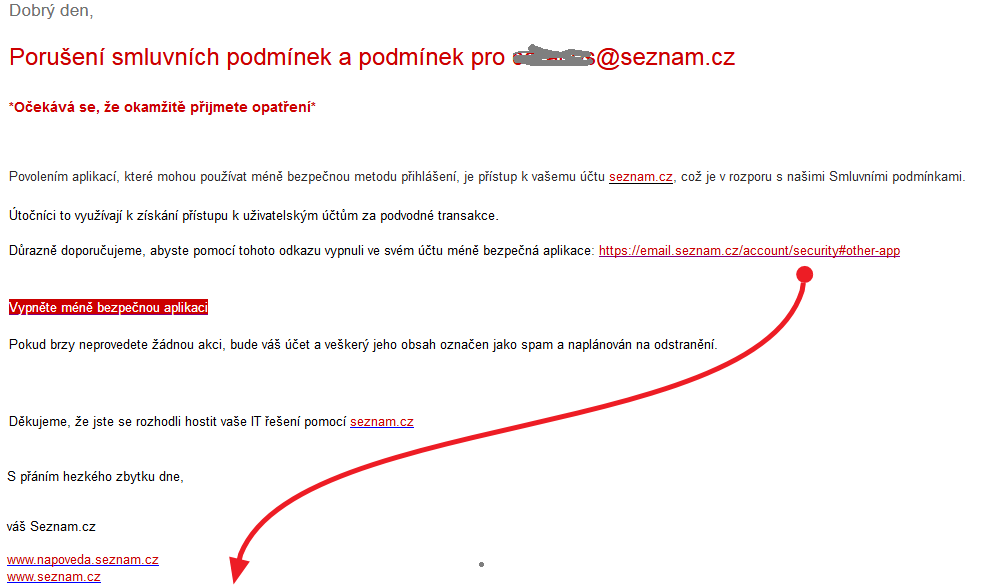 Dobrý den,
Porušení smluvních podmínek a podmínek pro @seznam.cz
*Očekává se, že okamžitě přijmete opatření*
Povolením aplikací, které mohou používat méně bezpečnou metodu přihlášení, je přístup k vašemu účtu seznam.cz, což je v rozporu s našimi Smluvními podmínkami.
Útočníci to využívají k získání přístupu k uživatelským účtům za podvodné transakce.
Důrazně doporučujeme, abyste pomocí tohoto odkazu vypnuli ve svém účtu méně bezpečná aplikace: https://email.seznam.cz/account/security#other-app
Vypněte méně bezpečnou aplikaci
Pokud brzy neprovedete žádnou akci, bude váš účet a veškerý jeho obsah označen jako spam a naplánován na odstranění.
Děkujeme, že jste se rozhodli hostit vaše IT řešení pomocí seznam.cz
S přáním hezkého zbytku dne,
váš Seznam.cz
www.napoveda.seznam.cz
www.seznam.cz